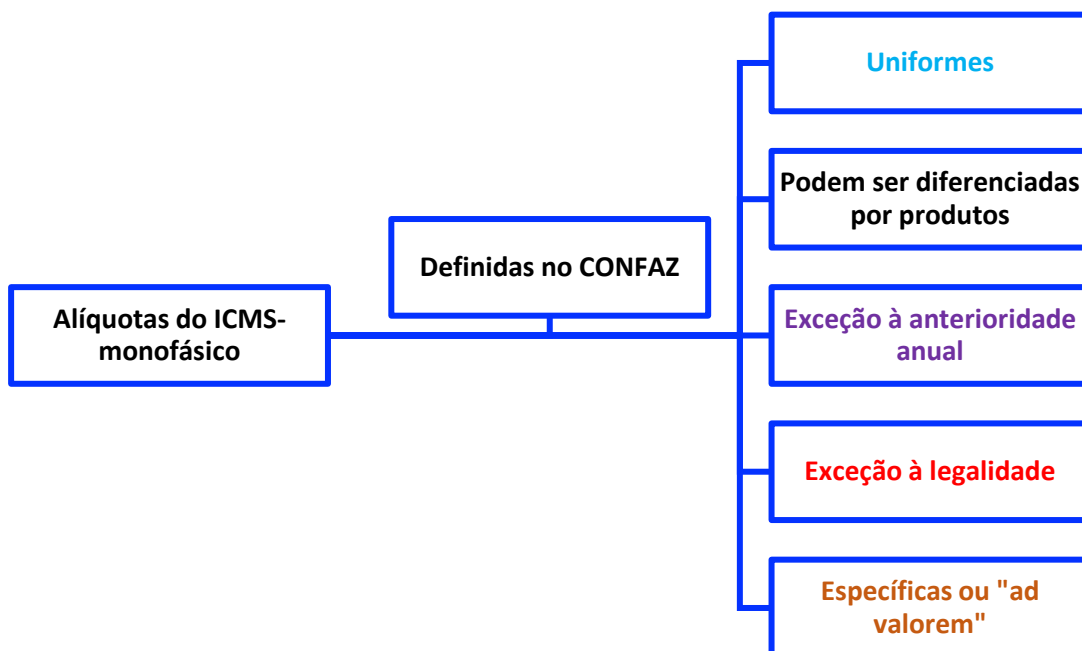 Alíquotas do ICMS-
monofásico
Definidas no CONFAZ
Uniformes
Podem ser diferenciadas
por produtos
Exceção à anterioridade
anual
Exceção à legalidade
Específicas ou "ad
valorem"